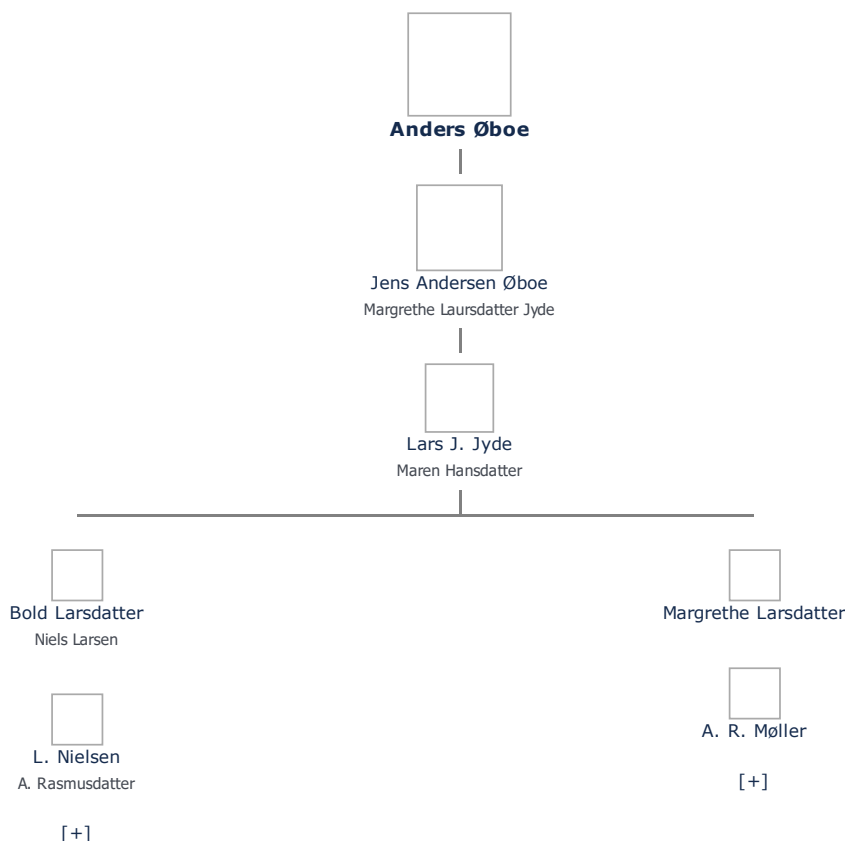 Anders Øboe
Jens Andersen Øboe
Margrethe Laursdatter Jyde
Lars J. Jyde
Maren Hansdatter
Bold Larsdatter
Niels Larsen
L. Nielsen
A. Rasmusdatter
[+]
Margrethe Larsdatter
A. R. Møller
[+]